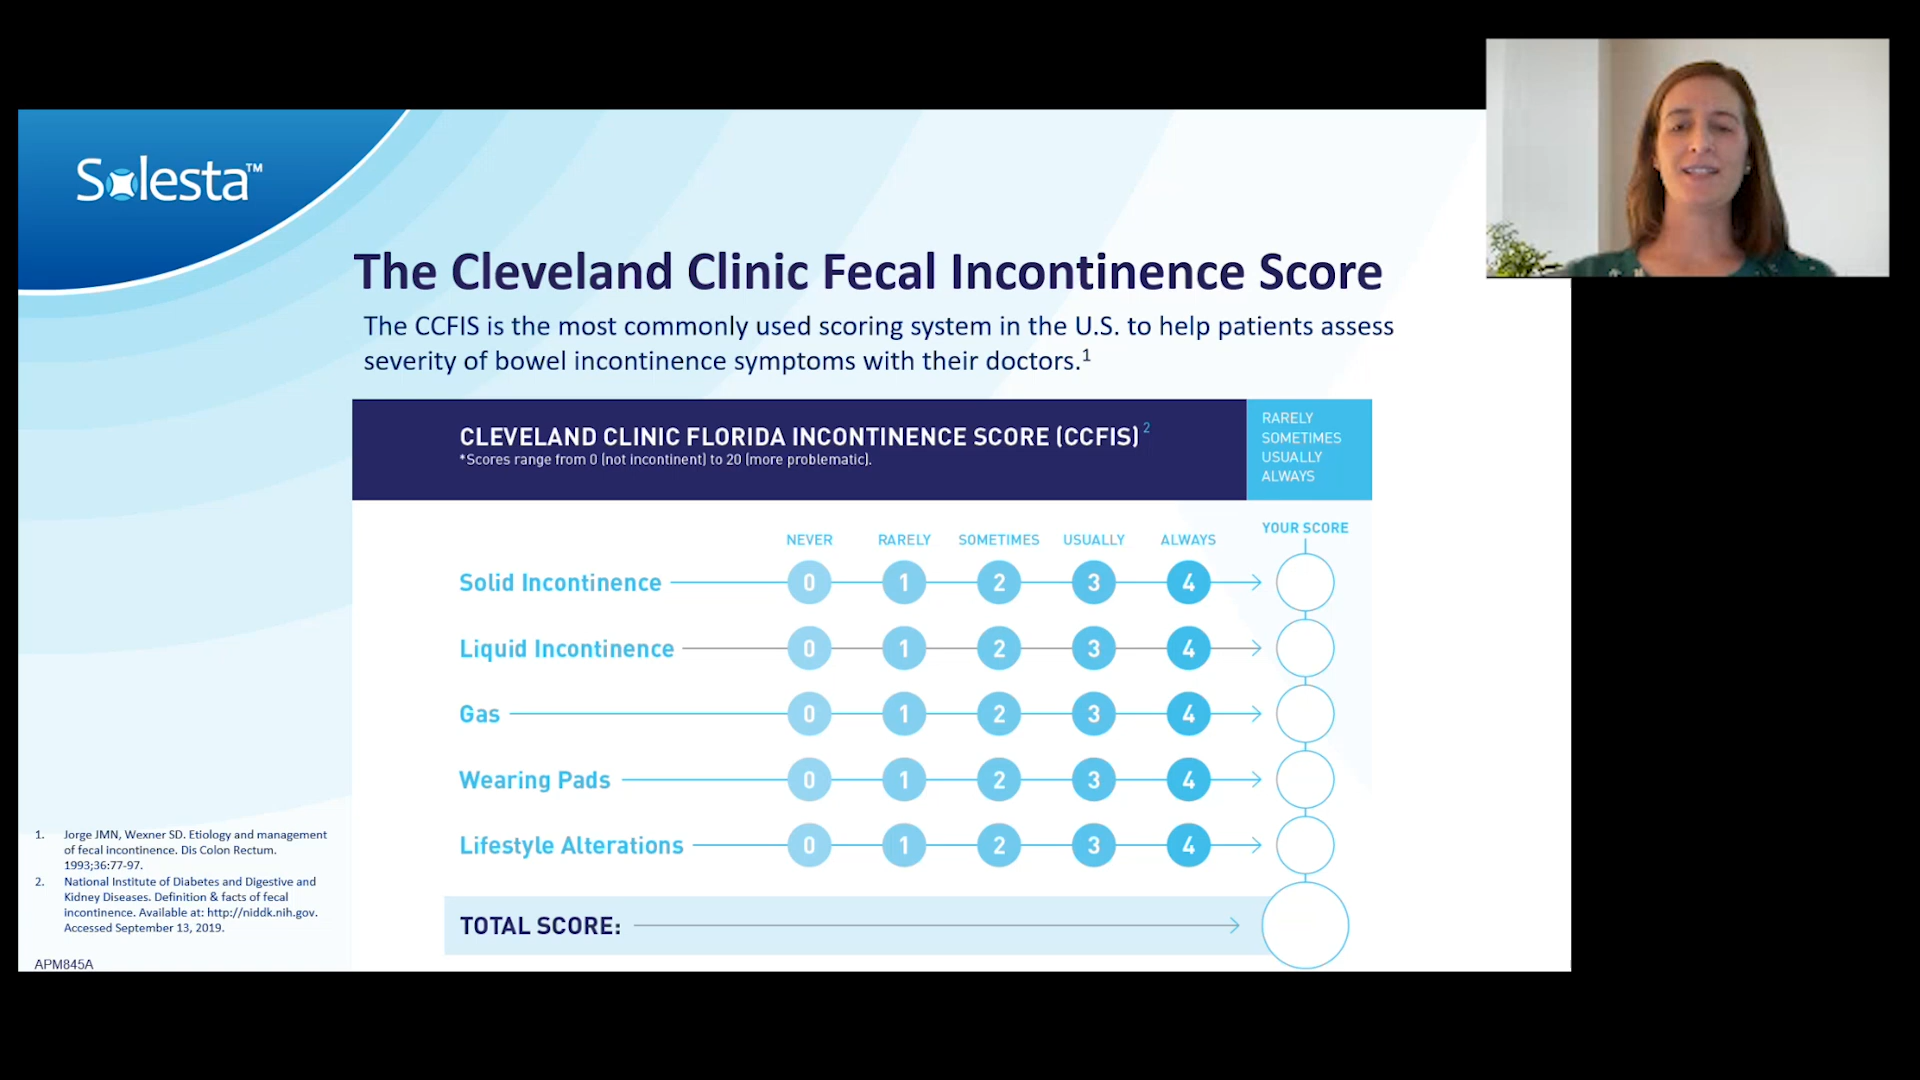 Solesta™
The Cleveland Clinic Fecal Incontinence Score
The CCFIS is the most commonly used scoring system in the U.S. to help patients assess
severity of bowel incontinence symptoms with their doctors.1
CLEVELAND CLINIC FLORIDA INCONTINENCE SCORE (CCFIS) 2
*Scores range from 0 (not incontinent) to 20 (more problematic).
RARELY
SOMETIMES
USUALLY
ALWAYS
NEVER RARELY SOMETIMES USUALLY ALWAYS YOUR SCORE
Solid Incontinence 0 1 2 3 4
Liquid Incontinence 0 1 2 3 4
Gas 0 1 2 3 4
Wearing Pads 0 1 2 3 4
Lifestyle Alterations 0 1 2 3 4
TOTAL SCORE:
1. Jorge JMN, Wexner SD. Etiology and management
of fecal incontinence. Dis Colon Rectum.
1993;36:77-97.
2. National Institute of Diabetes and Digestive and
Kidney Diseases. Definition & facts of fecal
incontinence. Available at: http://niddk.nih.gov.
Accessed September 13, 2019.
APM845A